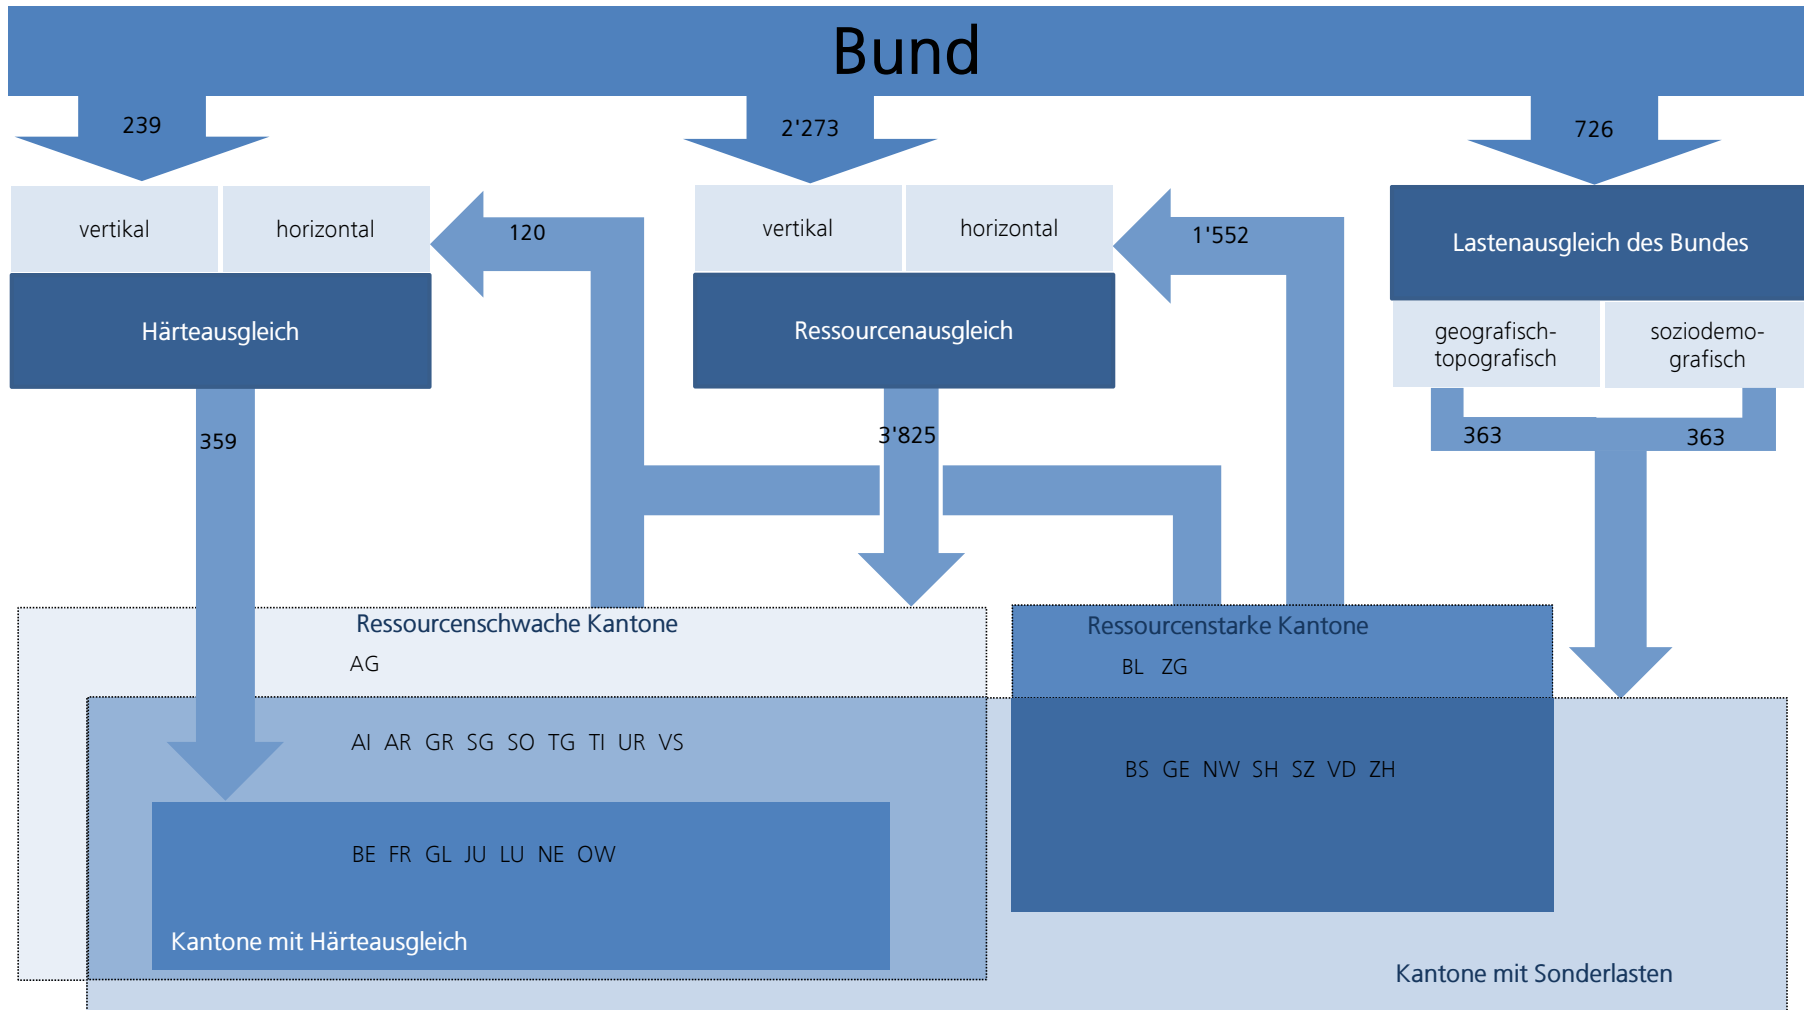 Bund
239
2'273
726
vertikal
horizontal
120
vertikal
horizontal
1'552
Lastenausgleich des Bundes
Härteausgleich
Ressourcenausgleich
geografisch-
topografisch
soziodemo-
grafisch
359
3'825
363
363
Ressourcenschwache Kantone
Ressourcenstarke Kantone
AG
BL ZG
AI AR GR SG SO TG TI UR VS
BS GE NW SH SZ VD ZH
BE FR GL JU LU NE OW
Kantone mit Härteausgleich
Kantone mit Sonderlasten